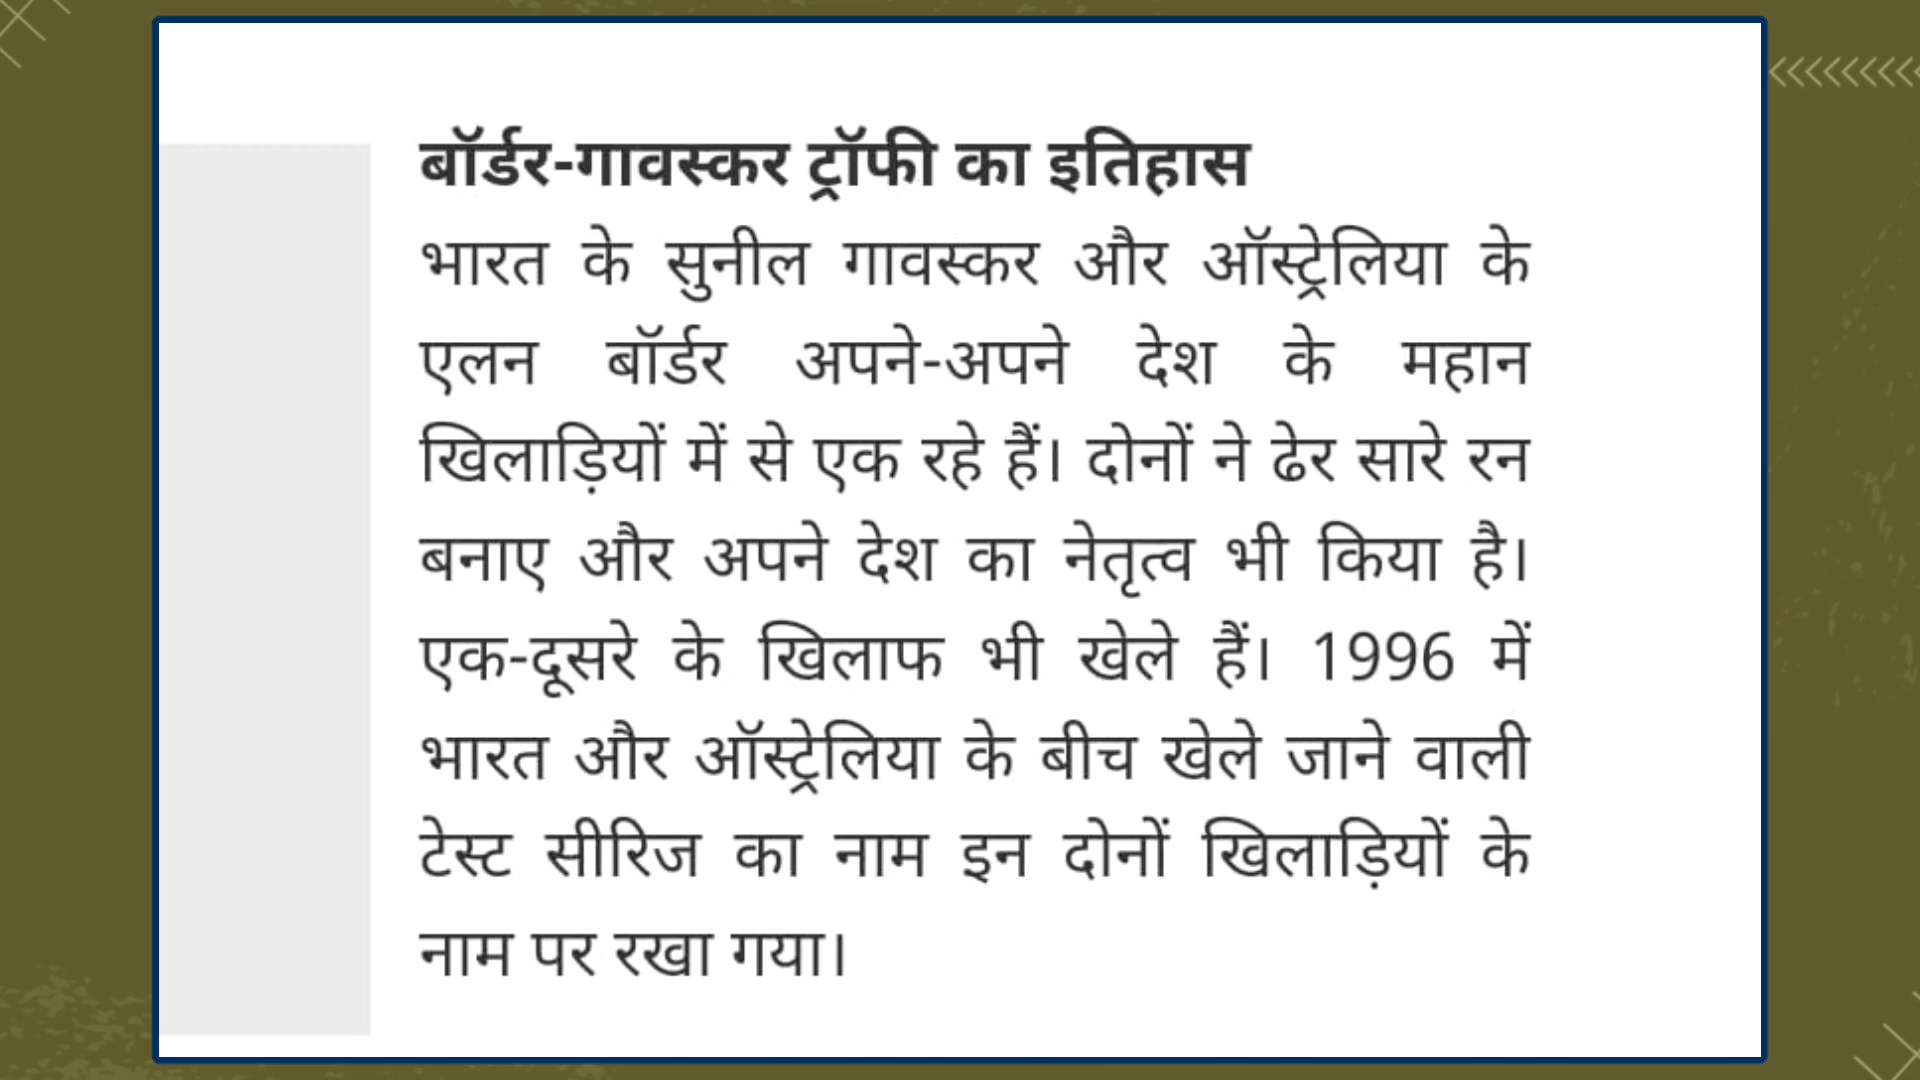 बॉर्डर-गावस्कर ट्रॉफी का इतिहास
भारत के सुनील गावस्कर और ऑस्ट्रेलिया के
एलन बॉर्डर अपने-अपने देश के महान
खिलाड़ियों में से एक रहे हैं। दोनों ने ढेर सारे रन
बनाए और अपने देश का नेतृत्व भी किया है।
एक-दूसरे के खिलाफ भी खेले हैं। 1996 में
भारत और ऑस्ट्रेलिया के बीच खेले जाने वाली
टेस्ट सीरिज का नाम इन दोनों खिलाड़ियों के
नाम पर रखा गया।